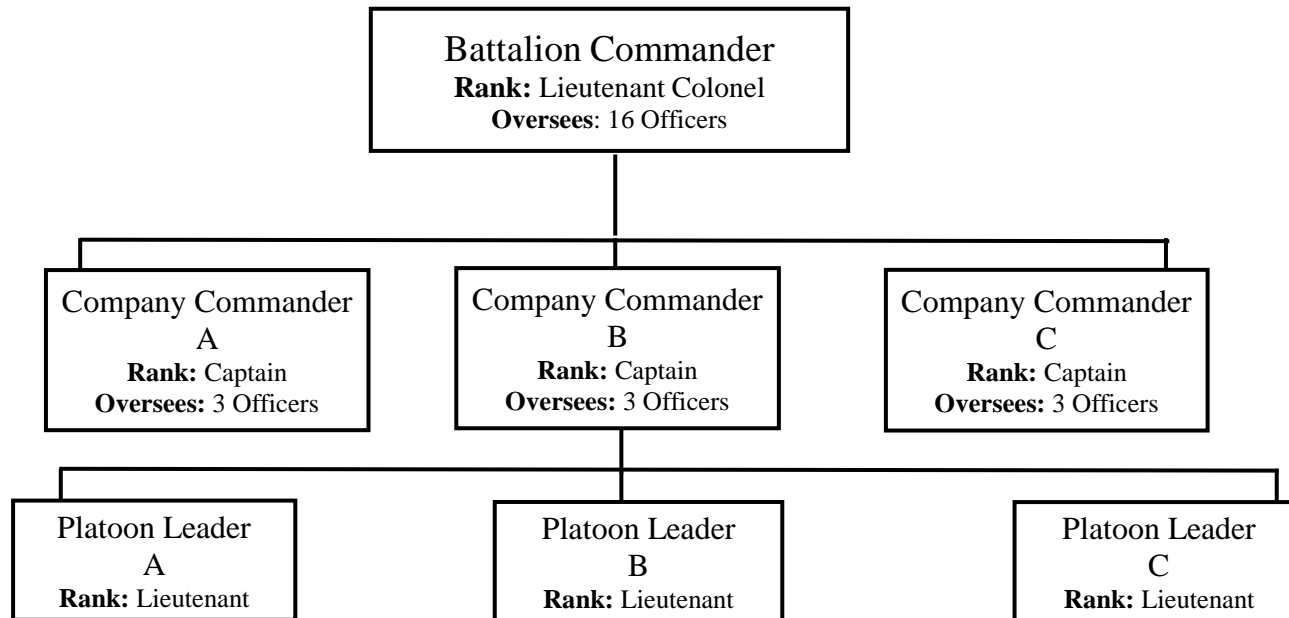 Battalion Commander
Rank: Lieutenant Colonel
Oversees: 16 Officers
Company Commander
A
Rank: Captain
Oversees: 3 Officers
Company Commander
B
Rank: Captain
Oversees: 3 Officers
Company Commander
C
Rank: Captain
Oversees: 3 Officers
Platoon Leader
A
Rank: Lieutenant
Platoon Leader
B
Rank: Lieutenant
Platoon Leader
C
Rank: Lieutenant